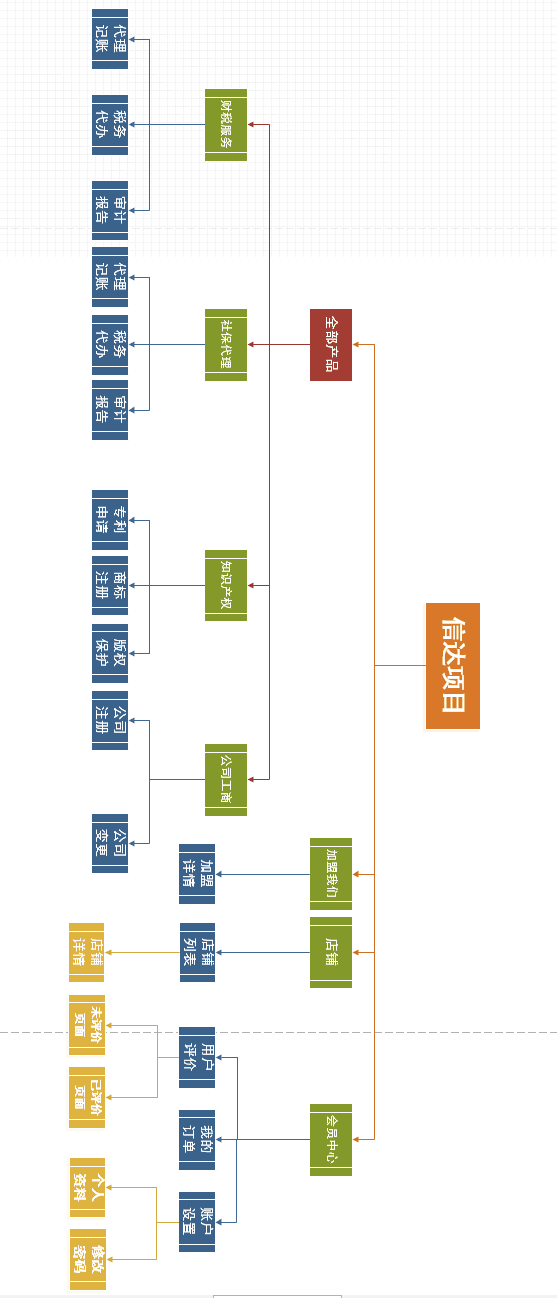 信达项目
全部产品
加盟我们
店铺
会员中心
财税服务
社保代理
知识产权
公司工商
加盟
详情
店铺
列表
用户
评价
我的
订单
账户
设置
代理
记账
税务
代办
审计
报告
代理
记账
税务
代办
审计
报告
专利
申请
商标
注册
版权
保护
公司
注册
公司
变更
店铺
详情
未评价
页面
已评价
页面
个人
资料
修改
密码